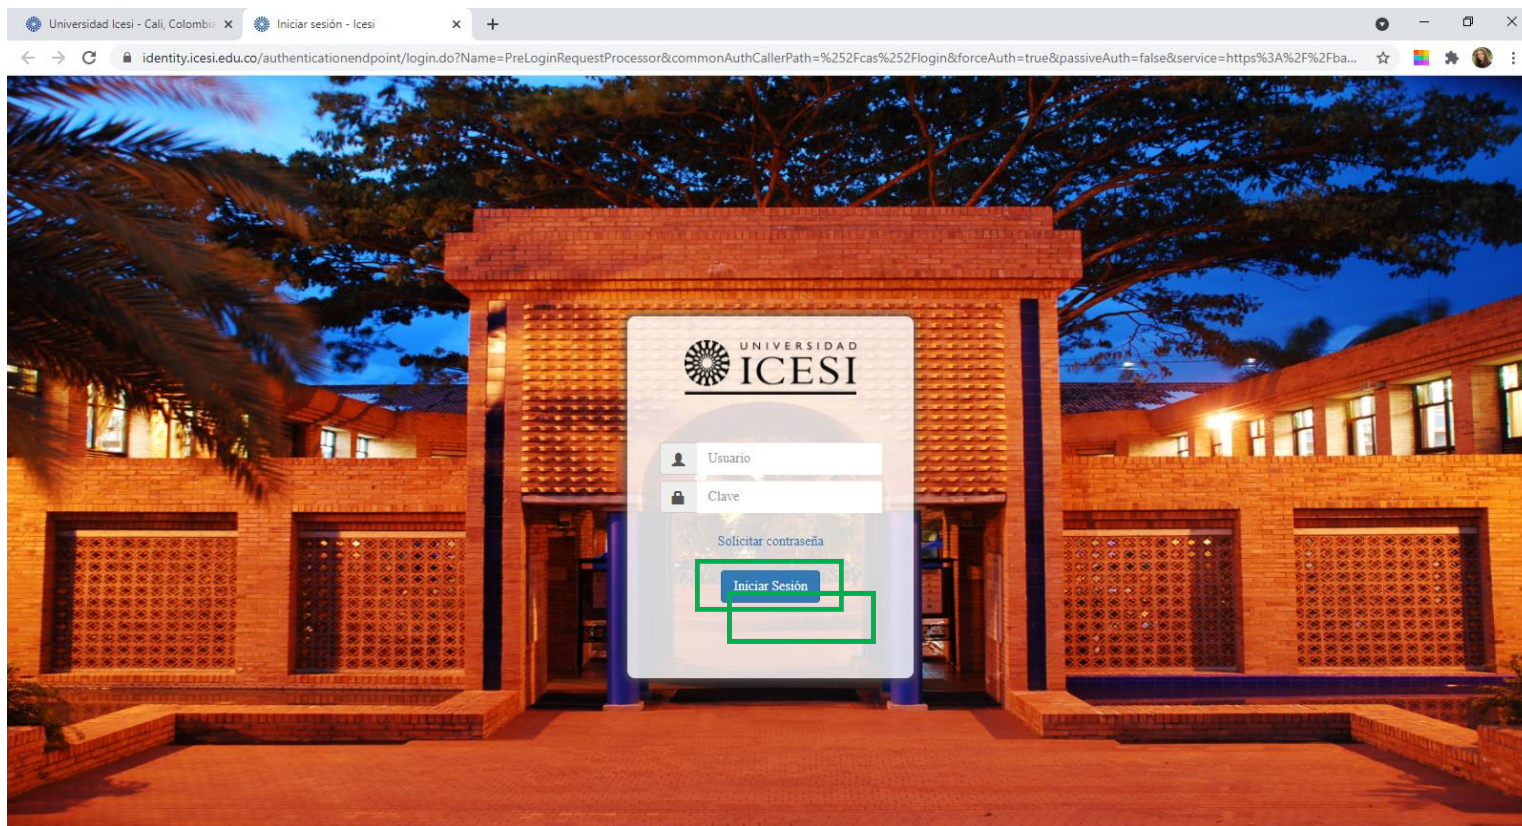 Universidad Icesi - Cali, Colombia
Iniciar sesión - Icesi
identity.icesi.edu.co/authenticationendpoint/login.do?Name=PreLoginRequestProcessor&commonAuthCallerPath=%252Fcas%252Flogin&forceAuth=true&passiveAuth=false&service=https%3A%2F%2Fba...
UNIVERSIDAD
ICESI
Usuario
Clave
Solicitar contraseña
Iniciar Sesión